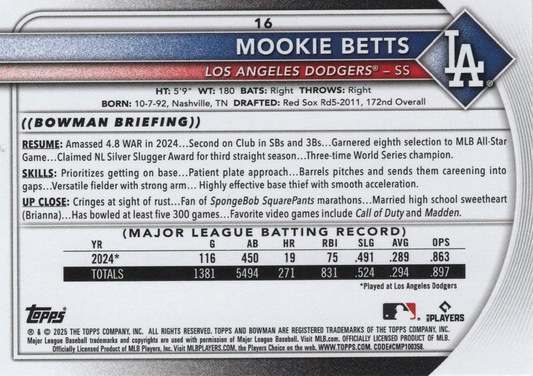 16
MOOKIE BETTS
LOS ANGELES DODGERS® – SS
LA
HT: 5'9" WT: 180 BATS: Right THROWS: Right
BORN: 10-7-92, Nashville, TN DRAFTED: Red Sox Rd5-2011, 172nd Overall
((BOWMAN BRIEFING))
RESUME: Amassed 4.8 WAR in 2024...Second on Club in SBs and 3Bs...Garnered eighth selection to MLB All-Star
Game...Claimed NL Silver Slugger Award for third straight season...Three-time World Series champion.
SKILLS: Prioritizes getting on base...Patient plate approach...Barrels pitches and sends them careening into
gaps...Versatile fielder with strong arm... Highly effective base thief with smooth acceleration.
UP CLOSE: Cringes at sight of rust...Fan of SpongeBob SquarePants marathons...Married high school sweetheart
(Brianna)...Has bowled at least five 300 games...Favorite video games include Call of Duty and Madden.
(MAJOR LEAGUE BATTING RECORD)
YR G AB HR RBI SLG AVG OPS
2024* 116 450 19 75 .491 .289 .863
TOTALS 1381 5494 271 831 .524 .294 .897
*Played at Los Angeles Dodgers
Topps
PLAYERS
® & © 2025 THE TOPPS COMPANY, INC. ALL RIGHTS RESERVED. TOPPS AND BOWMAN ARE REGISTERED TRADEMARKS OF THE TOPPS COMPANY, INC.
Major League Baseball trademarks and copyrights are used with permission of Major League Baseball. Visit MLB.com. OFFICIALLY LICENSED PRODUCT OF MLB.
Officially Licensed Product of MLB Players, Inc. Visit MLBPLAYERS.COM, the Players Choice on the web. WWW.TOPPS.COM. CODE#CMP100358.